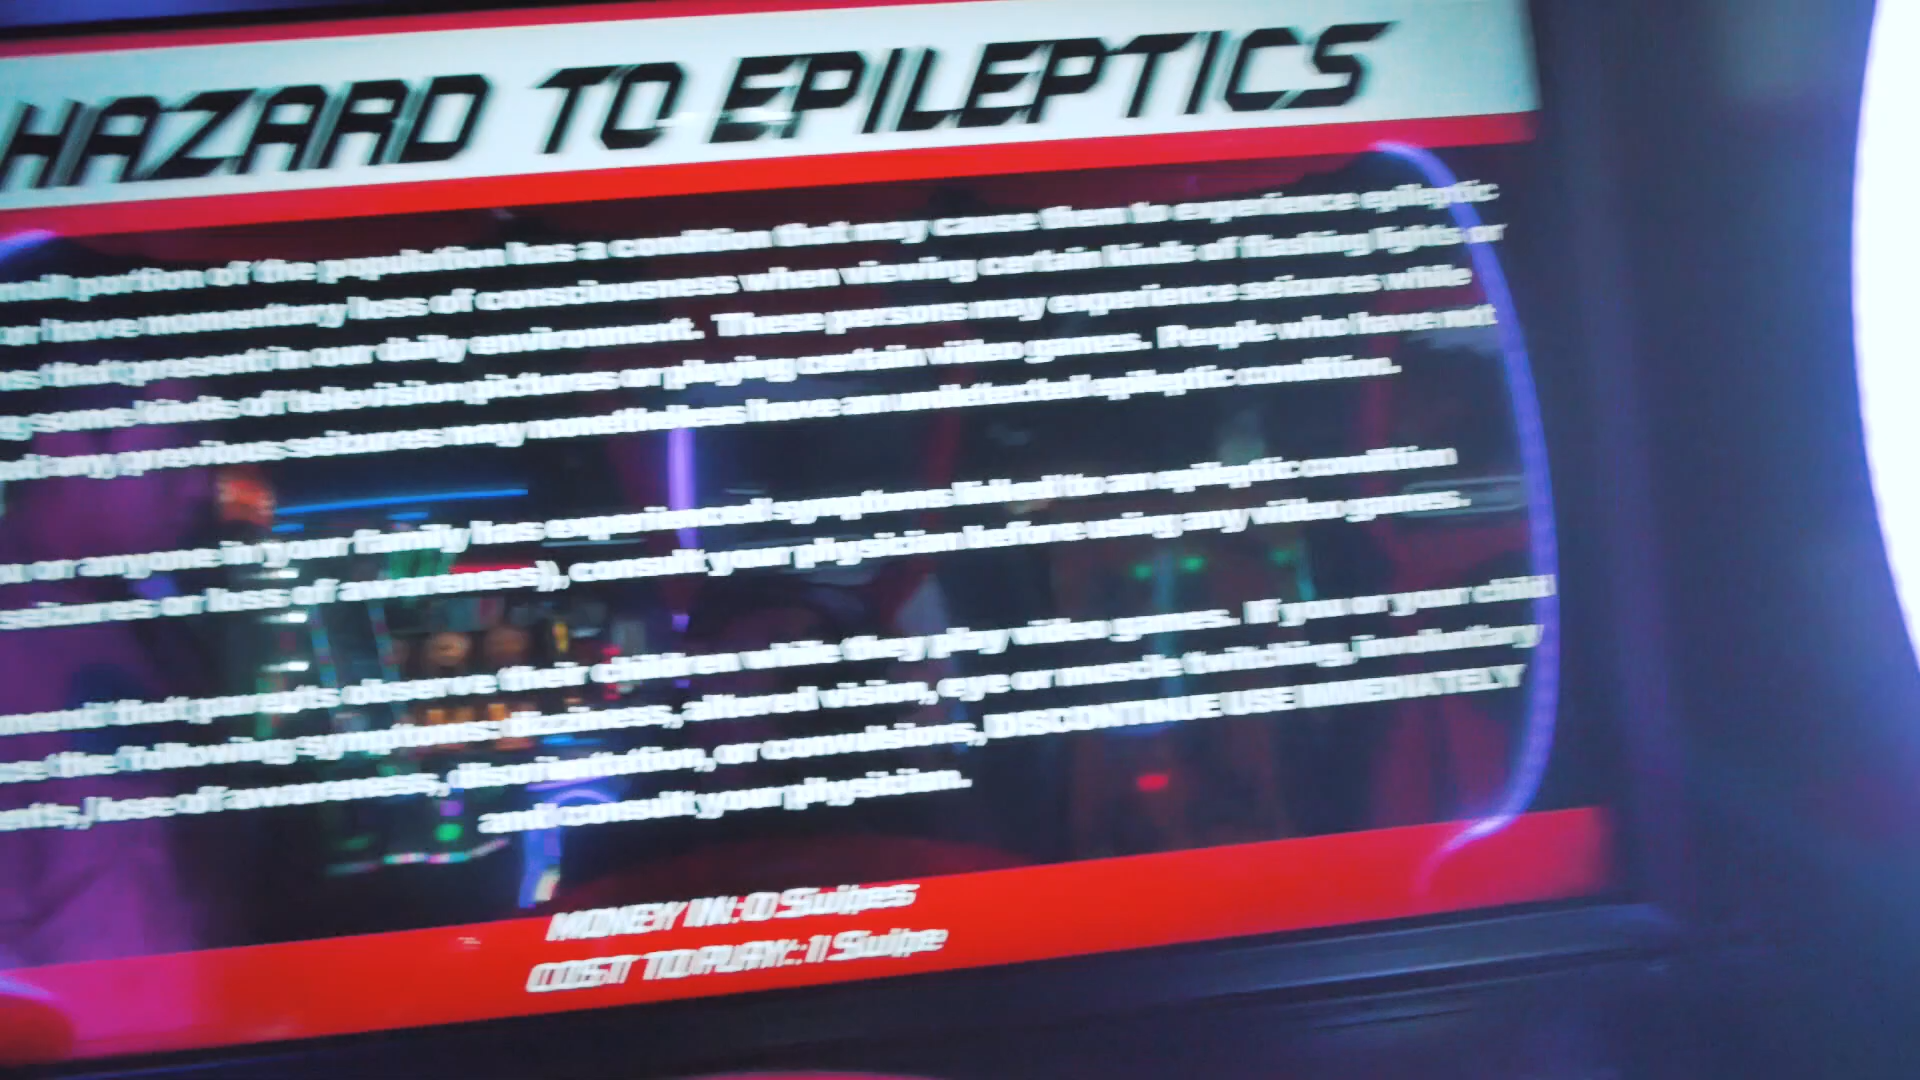 HAZARD TO EPILEPTICS
portion of the population has a condition that may cause them to experience epileptic
or have momentary loss of consciousness when viewing certain kinds of flashing lights or
that present in our daily environment. These persons may experience seizures while
some kinds of television pictures or playing certain video games. People who have not
any previous seizures may nonetheless have an undetected epileptic condition.
or anyone in your family has experienced symptoms linked to an epileptic condition
seizures or loss of awareness), consult your physician before using any video games.
that parents observe their children while they play video games. If you or your child
the following symptoms: dizziness, altered vision, eye or muscle twitching, involuntary
loss of awareness, disorientation, or convulsions, DISCONTINUE USE IMMEDIATELY
and consult your physician.
MONEY IN: 0 Swipes
COST TO PLAY: 1 Swipe